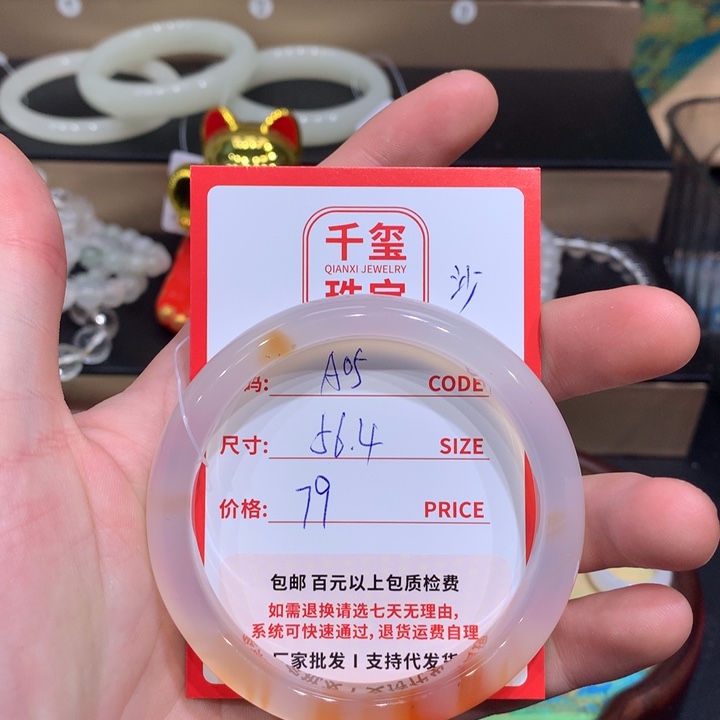 千玺
QIANXI JEWELRY
珠宝
沙
码: A05 CODE
尺寸: 56.4 SIZE
价格: 79 PRICE
包邮 百元以上包质检费
如需退换请选七天无理由,
系统可快速通过, 退货运费自理
厂家批发 I 支持代发货